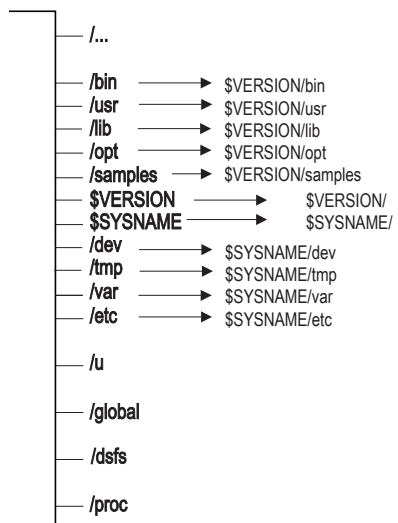 /...
/bin $VERSION/bin
/usr $VERSION/usr
/lib $VERSION/lib
/opt $VERSION/opt
/samples $VERSION/samples
$VERSION $VERSION/
$SYSNAME $SYSNAME/
/dev $SYSNAME/dev
/tmp $SYSNAME/tmp
/var $SYSNAME/var
/etc $SYSNAME/etc
/u
/global
/dsfs
/proc